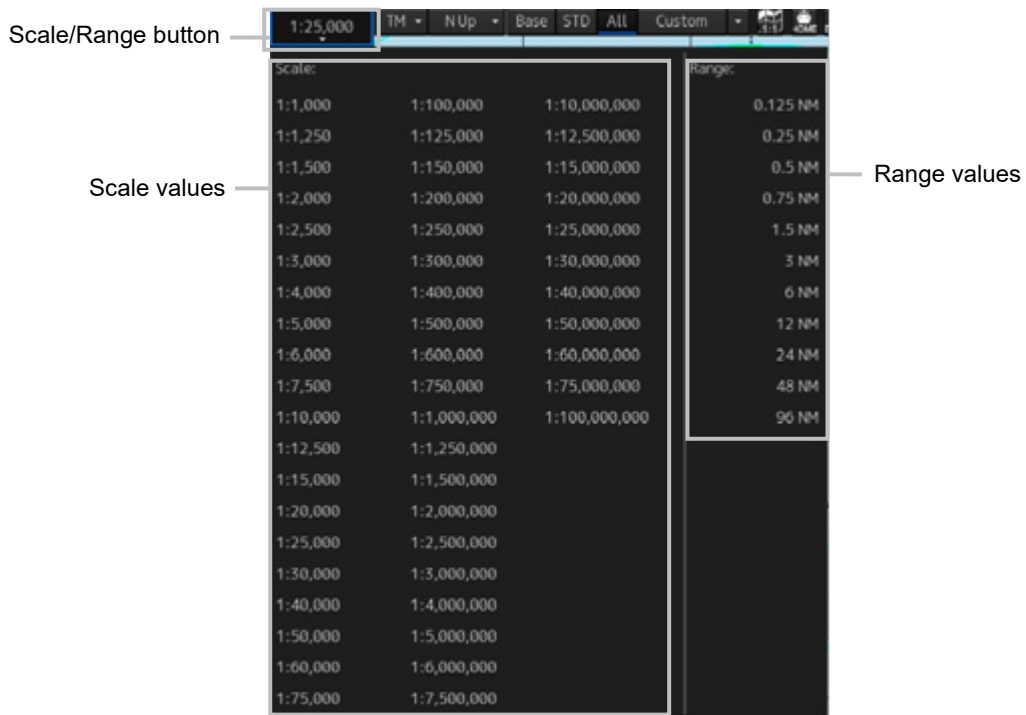 Scale/Range button
1:25,000 TM N Up Base STD All Custom
Scale: Range:
1:1,000 1:100,000 1:10,000,000 0.125 NM
1:1,250 1:125,000 1:12,500,000 0.25 NM
1:1,500 1:150,000 1:15,000,000 0.5 NM
Scale values Range values
1:2,000 1:200,000 1:20,000,000 0.75 NM
1:2,500 1:250,000 1:25,000,000 1.5 NM
1:3,000 1:300,000 1:30,000,000 3 NM
1:4,000 1:400,000 1:40,000,000 6 NM
1:5,000 1:500,000 1:50,000,000 12 NM
1:6,000 1:600,000 1:60,000,000 24 NM
1:7,500 1:750,000 1:75,000,000 48 NM
1:10,000 1:1,000,000 1:100,000,000 96 NM
1:12,500 1:1,250,000
1:15,000 1:1,500,000
1:20,000 1:2,000,000
1:25,000 1:2,500,000
1:30,000 1:3,000,000
1:40,000 1:4,000,000
1:50,000 1:5,000,000
1:60,000 1:6,000,000
1:75,000 1:7,500,000